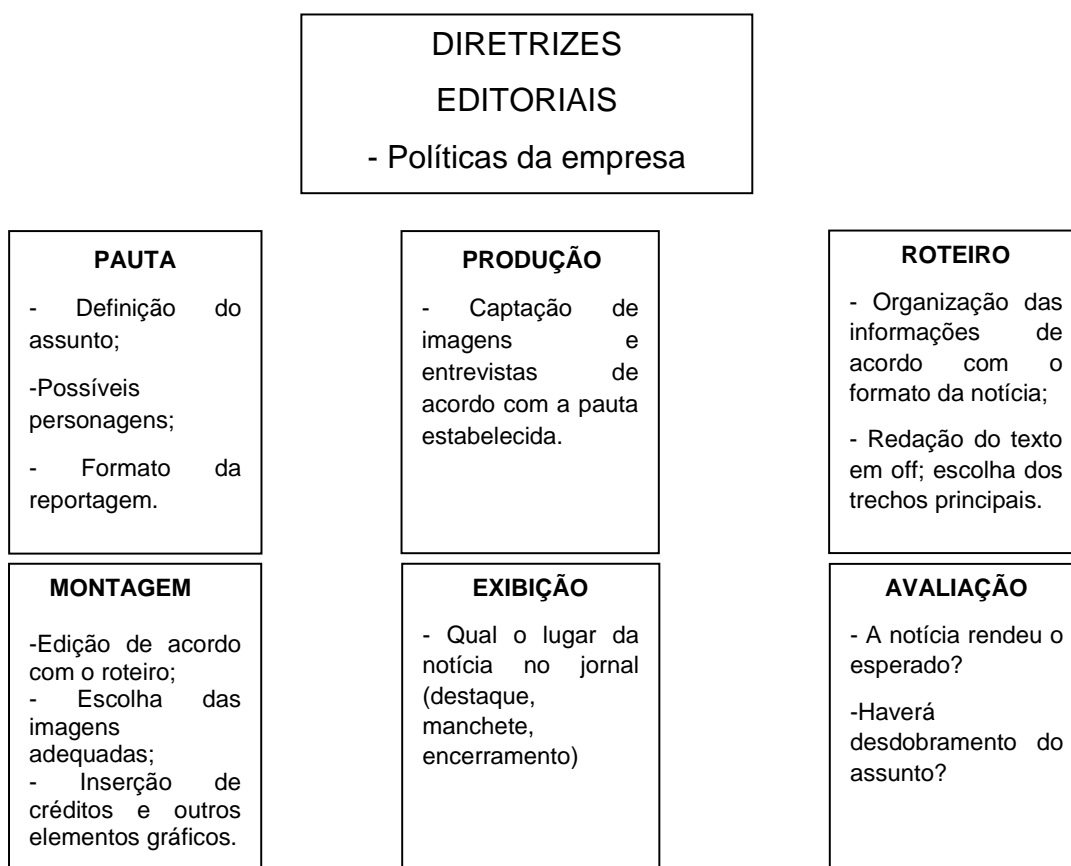 DIRETRIZES
EDITORIAIS
- Políticas da empresa
PAUTA
- Definição do
assunto;
-Possíveis
personagens;
- Formato da
reportagem.
PRODUÇÃO
- Captação de
imagens e
entrevistas de
acordo com a pauta
estabelecida.
ROTEIRO
- Organização das
informações de
acordo com o
formato da notícia;
- Redação do texto
em off; escolha dos
trechos principais.
MONTAGEM
-Edição de acordo
com o roteiro;
- Escolha das
imagens
adequadas;
- Inserção de
créditos e outros
elementos gráficos.
EXIBIÇÃO
- Qual o lugar da
notícia no jornal
(destaque,
manchete,
encerramento)
AVALIAÇÃO
- A notícia rendeu o
esperado?
-Haverá
desdobramento do
assunto?